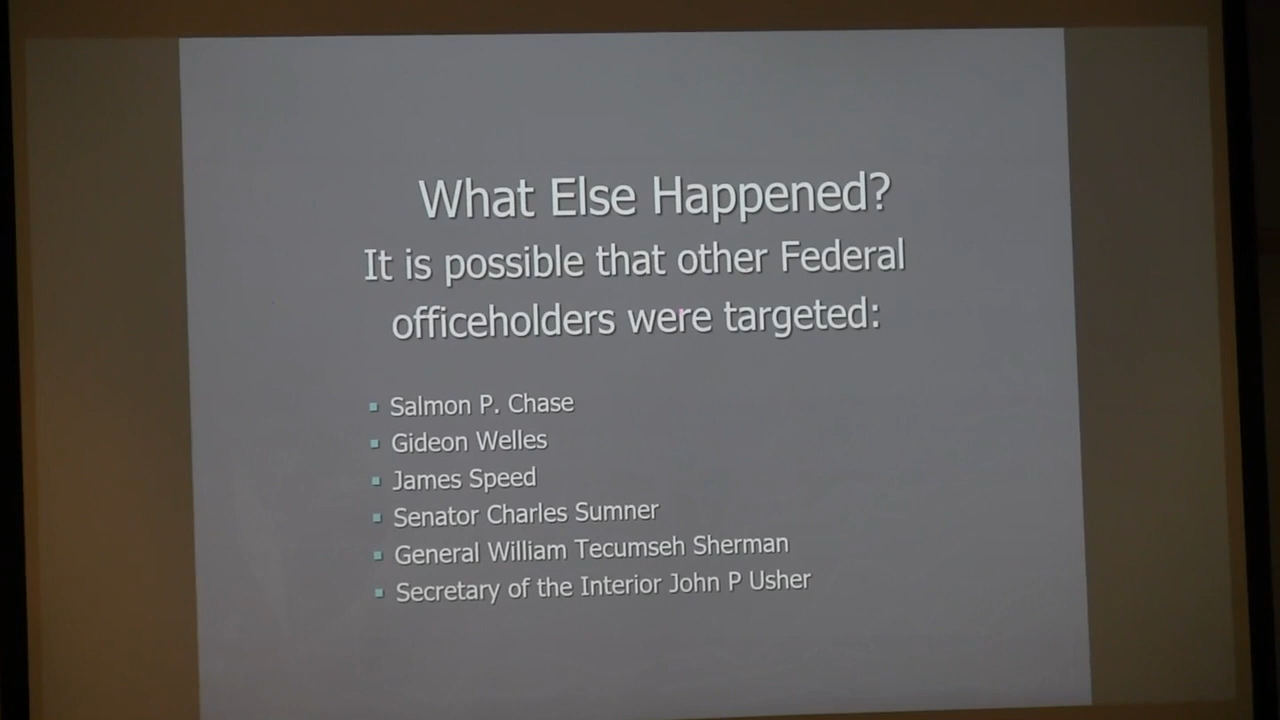 What Else Happened?
It is possible that other Federal
officeholders were targeted:
▪ Salmon P. Chase
▪ Gideon Welles
▪ James Speed
▪ Senator Charles Sumner
▪ General William Tecumseh Sherman
▪ Secretary of the Interior John P Usher